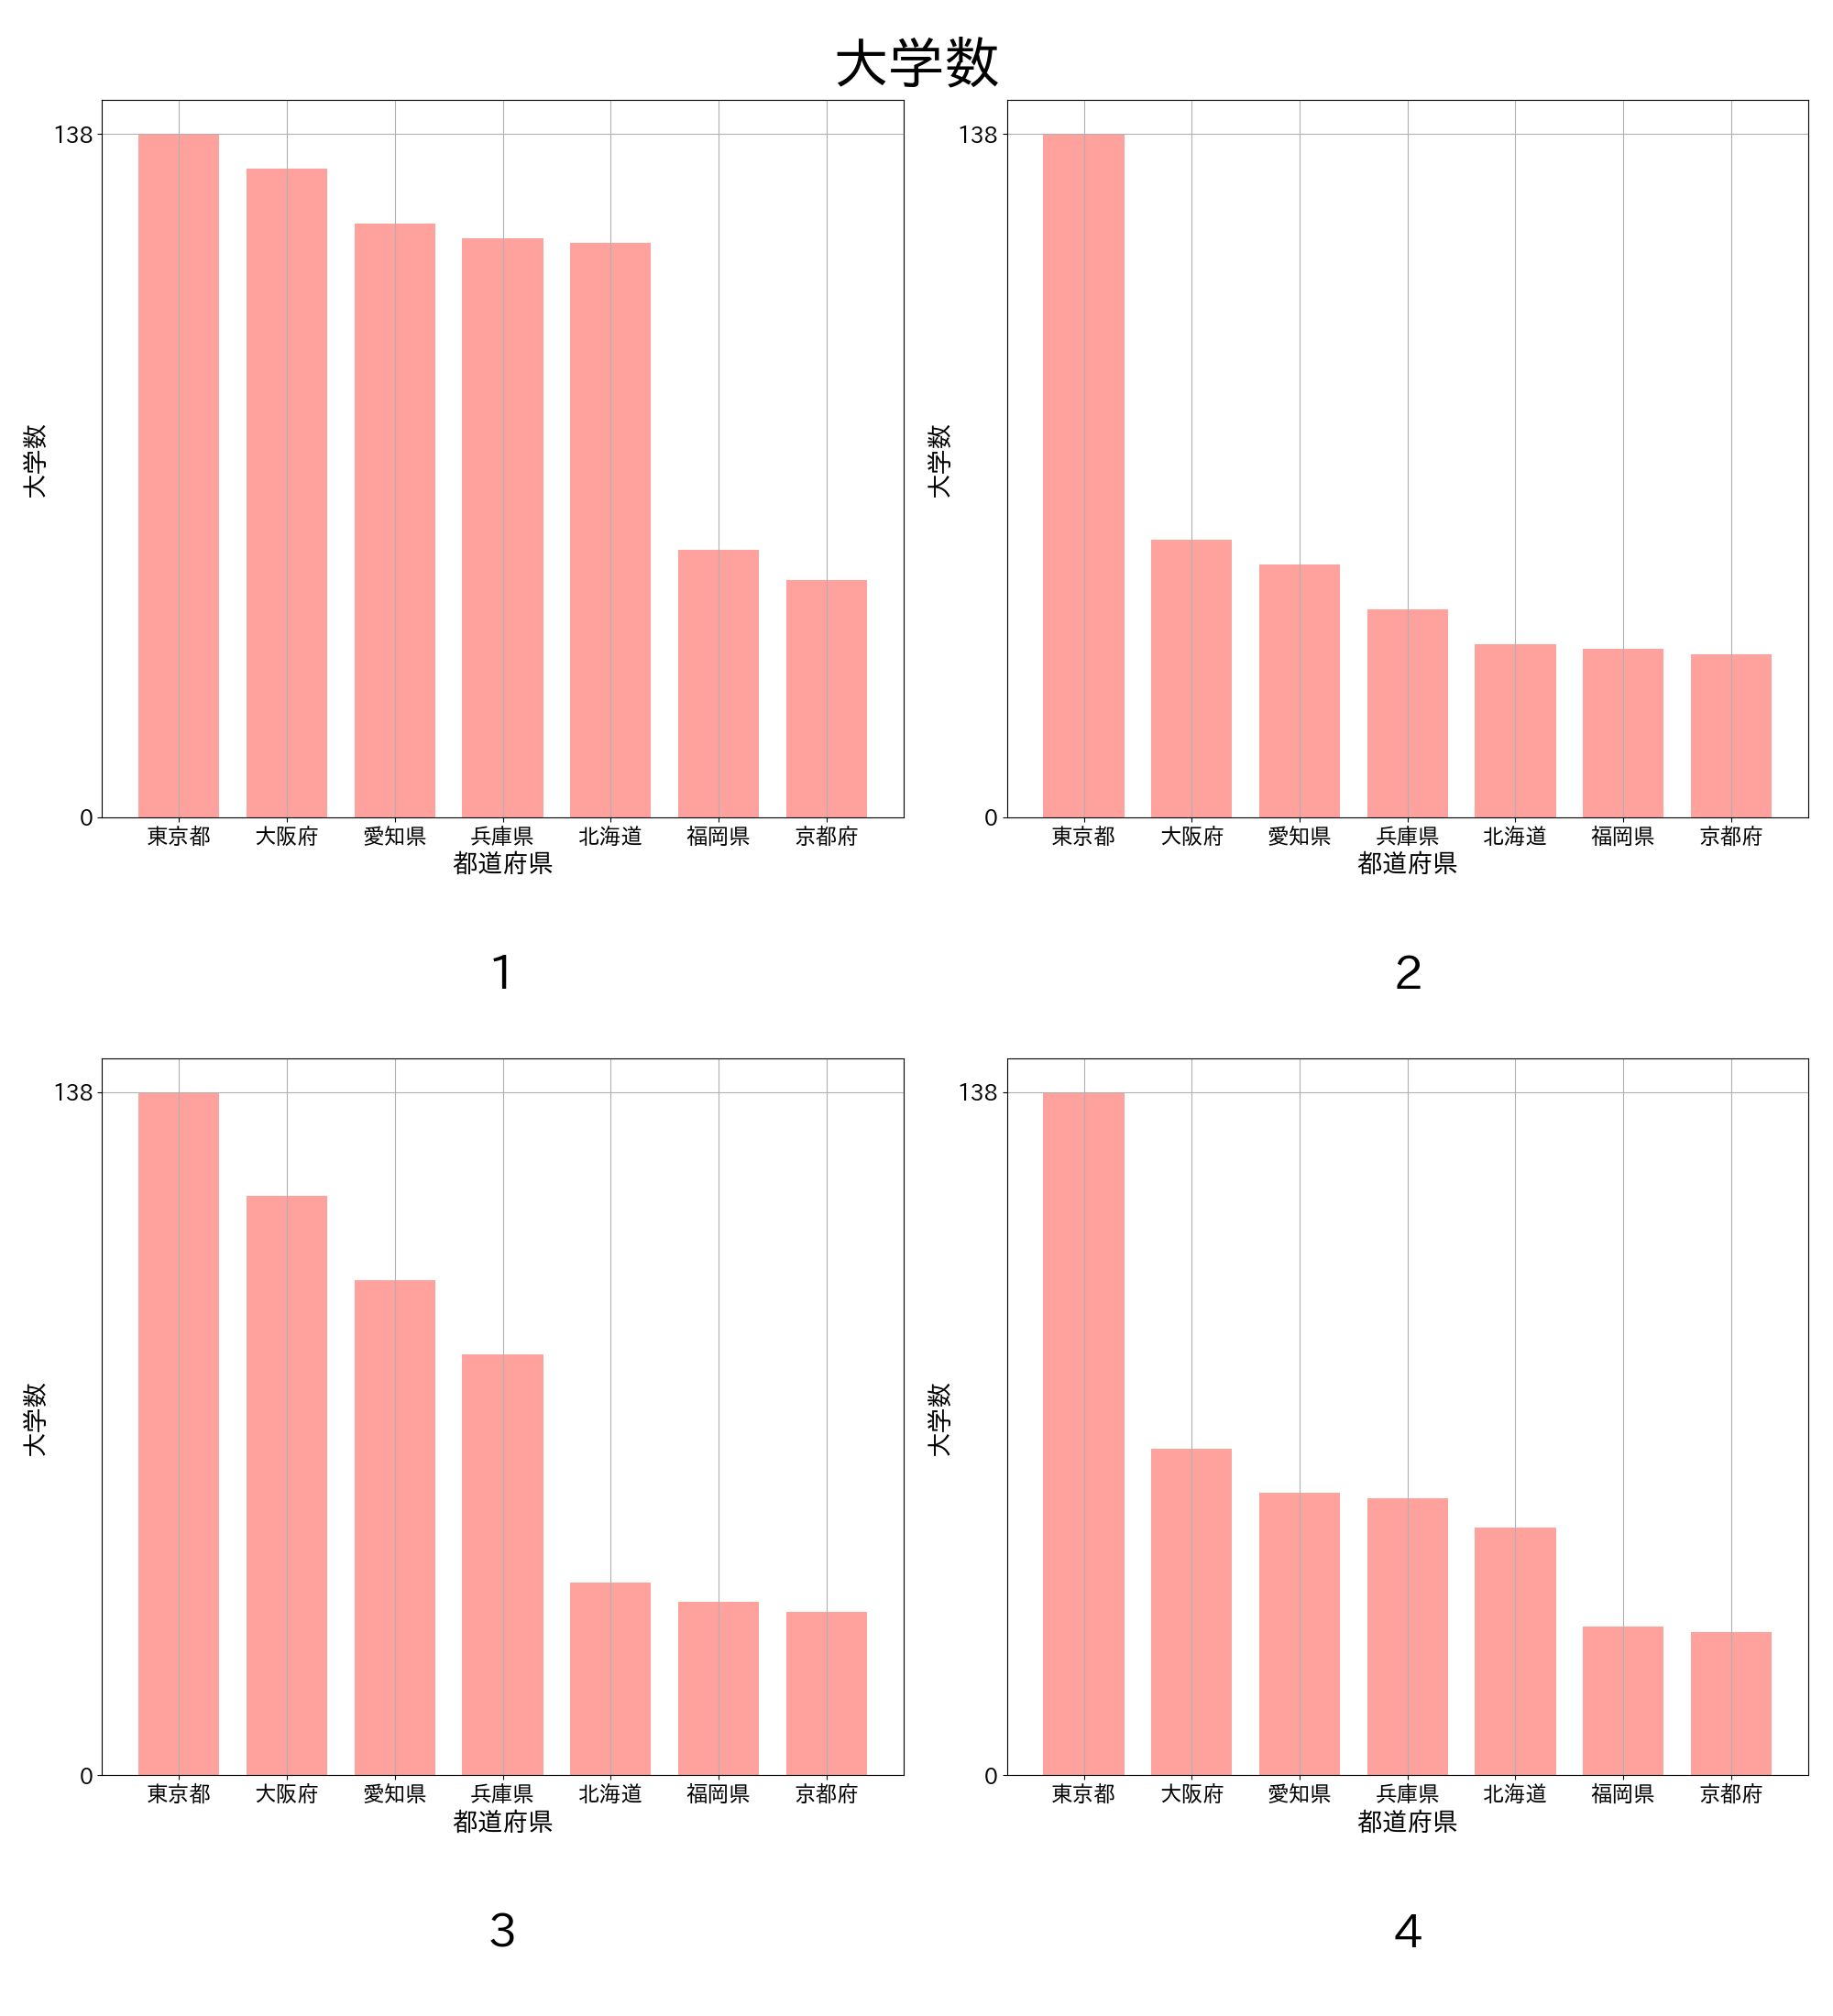 大学数
138
大学数
0
東京都 大阪府 愛知県 兵庫県 北海道 福岡県 京都府
都道府県
1
138
大学数
0
東京都 大阪府 愛知県 兵庫県 北海道 福岡県 京都府
都道府県
2
138
大学数
0
東京都 大阪府 愛知県 兵庫県 北海道 福岡県 京都府
都道府県
3
138
大学数
0
東京都 大阪府 愛知県 兵庫県 北海道 福岡県 京都府
都道府県
4